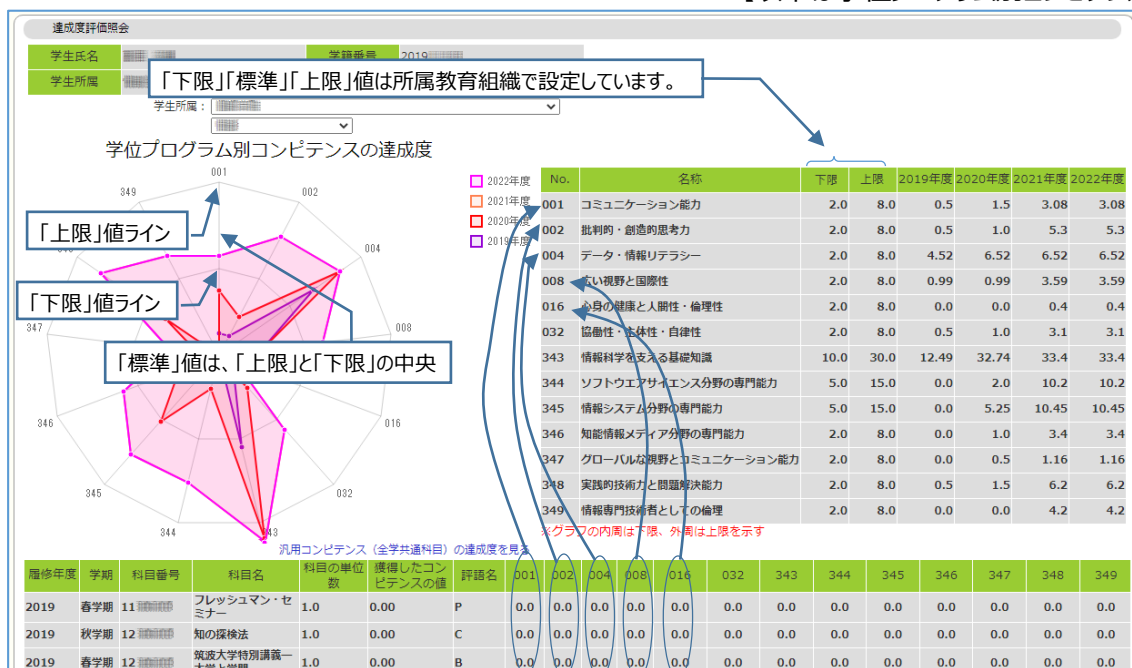 達成度評価照会
学生氏名
学籍番号 2019
学生所属
「下限」「標準」「上限」値は所属教育組織で設定しています。
学生所属：
学位プログラム別コンピテンスの達成度
001
002
004
008
016
032
344
345
346
347
349
2022年度
2021年度
2020年度
2019年度
「上限」値ライン
「下限」値ライン
「標準」値は、「上限」と「下限」の中央
No. 名称 下限 上限 2019年度 2020年度 2021年度 2022年度
001 コミュニケーション能力 2.0 8.0 0.5 1.5 3.08 3.08
002 批判的・創造的思考力 2.0 8.0 0.5 1.0 5.3 5.3
004 データ・情報リテラシー 2.0 8.0 4.52 6.52 6.52 6.52
008 広い視野と国際性 2.0 8.0 0.99 0.99 3.59 3.59
016 心身の健康と人間性・倫理性 2.0 8.0 0.0 0.0 0.4 0.4
032 協働性・主体性・自律性 2.0 8.0 0.5 1.0 3.1 3.1
343 情報科学を支える基礎知識 10.0 30.0 12.49 32.74 33.4 33.4
344 ソフトウエアサイエンス分野の専門能力 5.0 15.0 0.0 2.0 10.2 10.2
345 情報システム分野の専門能力 5.0 15.0 0.0 5.25 10.45 10.45
346 知能情報メディア分野の専門能力 2.0 8.0 0.0 1.0 3.4 3.4
347 グローバルな視野とコミュニケーション能力 2.0 8.0 0.0 0.5 1.16 1.16
348 実践的技術力と問題解決能力 2.0 8.0 0.5 1.5 6.2 6.2
349 情報専門技術者としての倫理 2.0 8.0 0.0 0.0 4.2 4.2
※グラフの内周は下限、外周は上限を示す
汎用コンピテンス（全学共通科目）の達成度を見る
履修年度 学期 科目番号 科目名 科目の単位数 獲得したコンピテンスの値 評語名 001 002 004 008 016 032 343 344 345 346 347 348 349
2019 春学期 11 フレッシュマン・セミナー 1.0 0.00 P 0.0 0.0 0.0 0.0 0.0 0.0 0.0 0.0 0.0 0.0 0.0 0.0 0.0
2019 秋学期 12 知の探検法 1.0 0.00 C 0.0 0.0 0.0 0.0 0.0 0.0 0.0 0.0 0.0 0.0 0.0 0.0 0.0
2019 春学期 12 筑波大学特別講義― 1.0 0.00 B 0.0 0.0 0.0 0.0 0.0 0.0 0.0 0.0 0.0 0.0 0.0 0.0 0.0